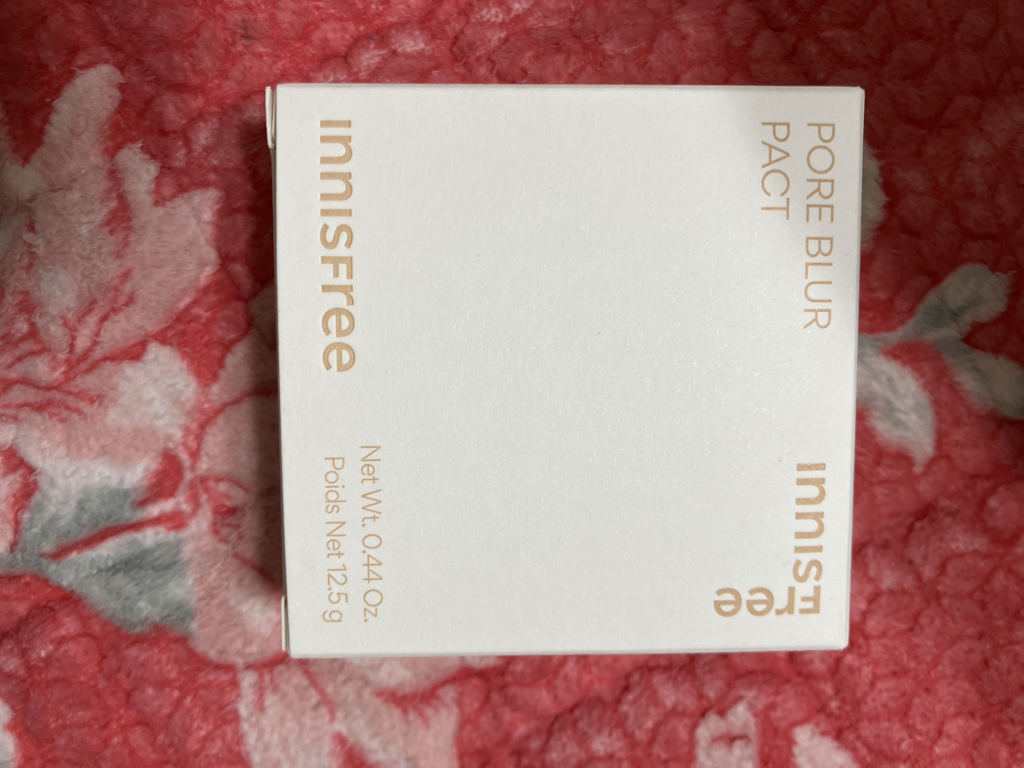 PORE BLUR
PACT
INNISFree
INNISFree
Net Wt. 0.44 Oz.
Poids Net 12.5 g